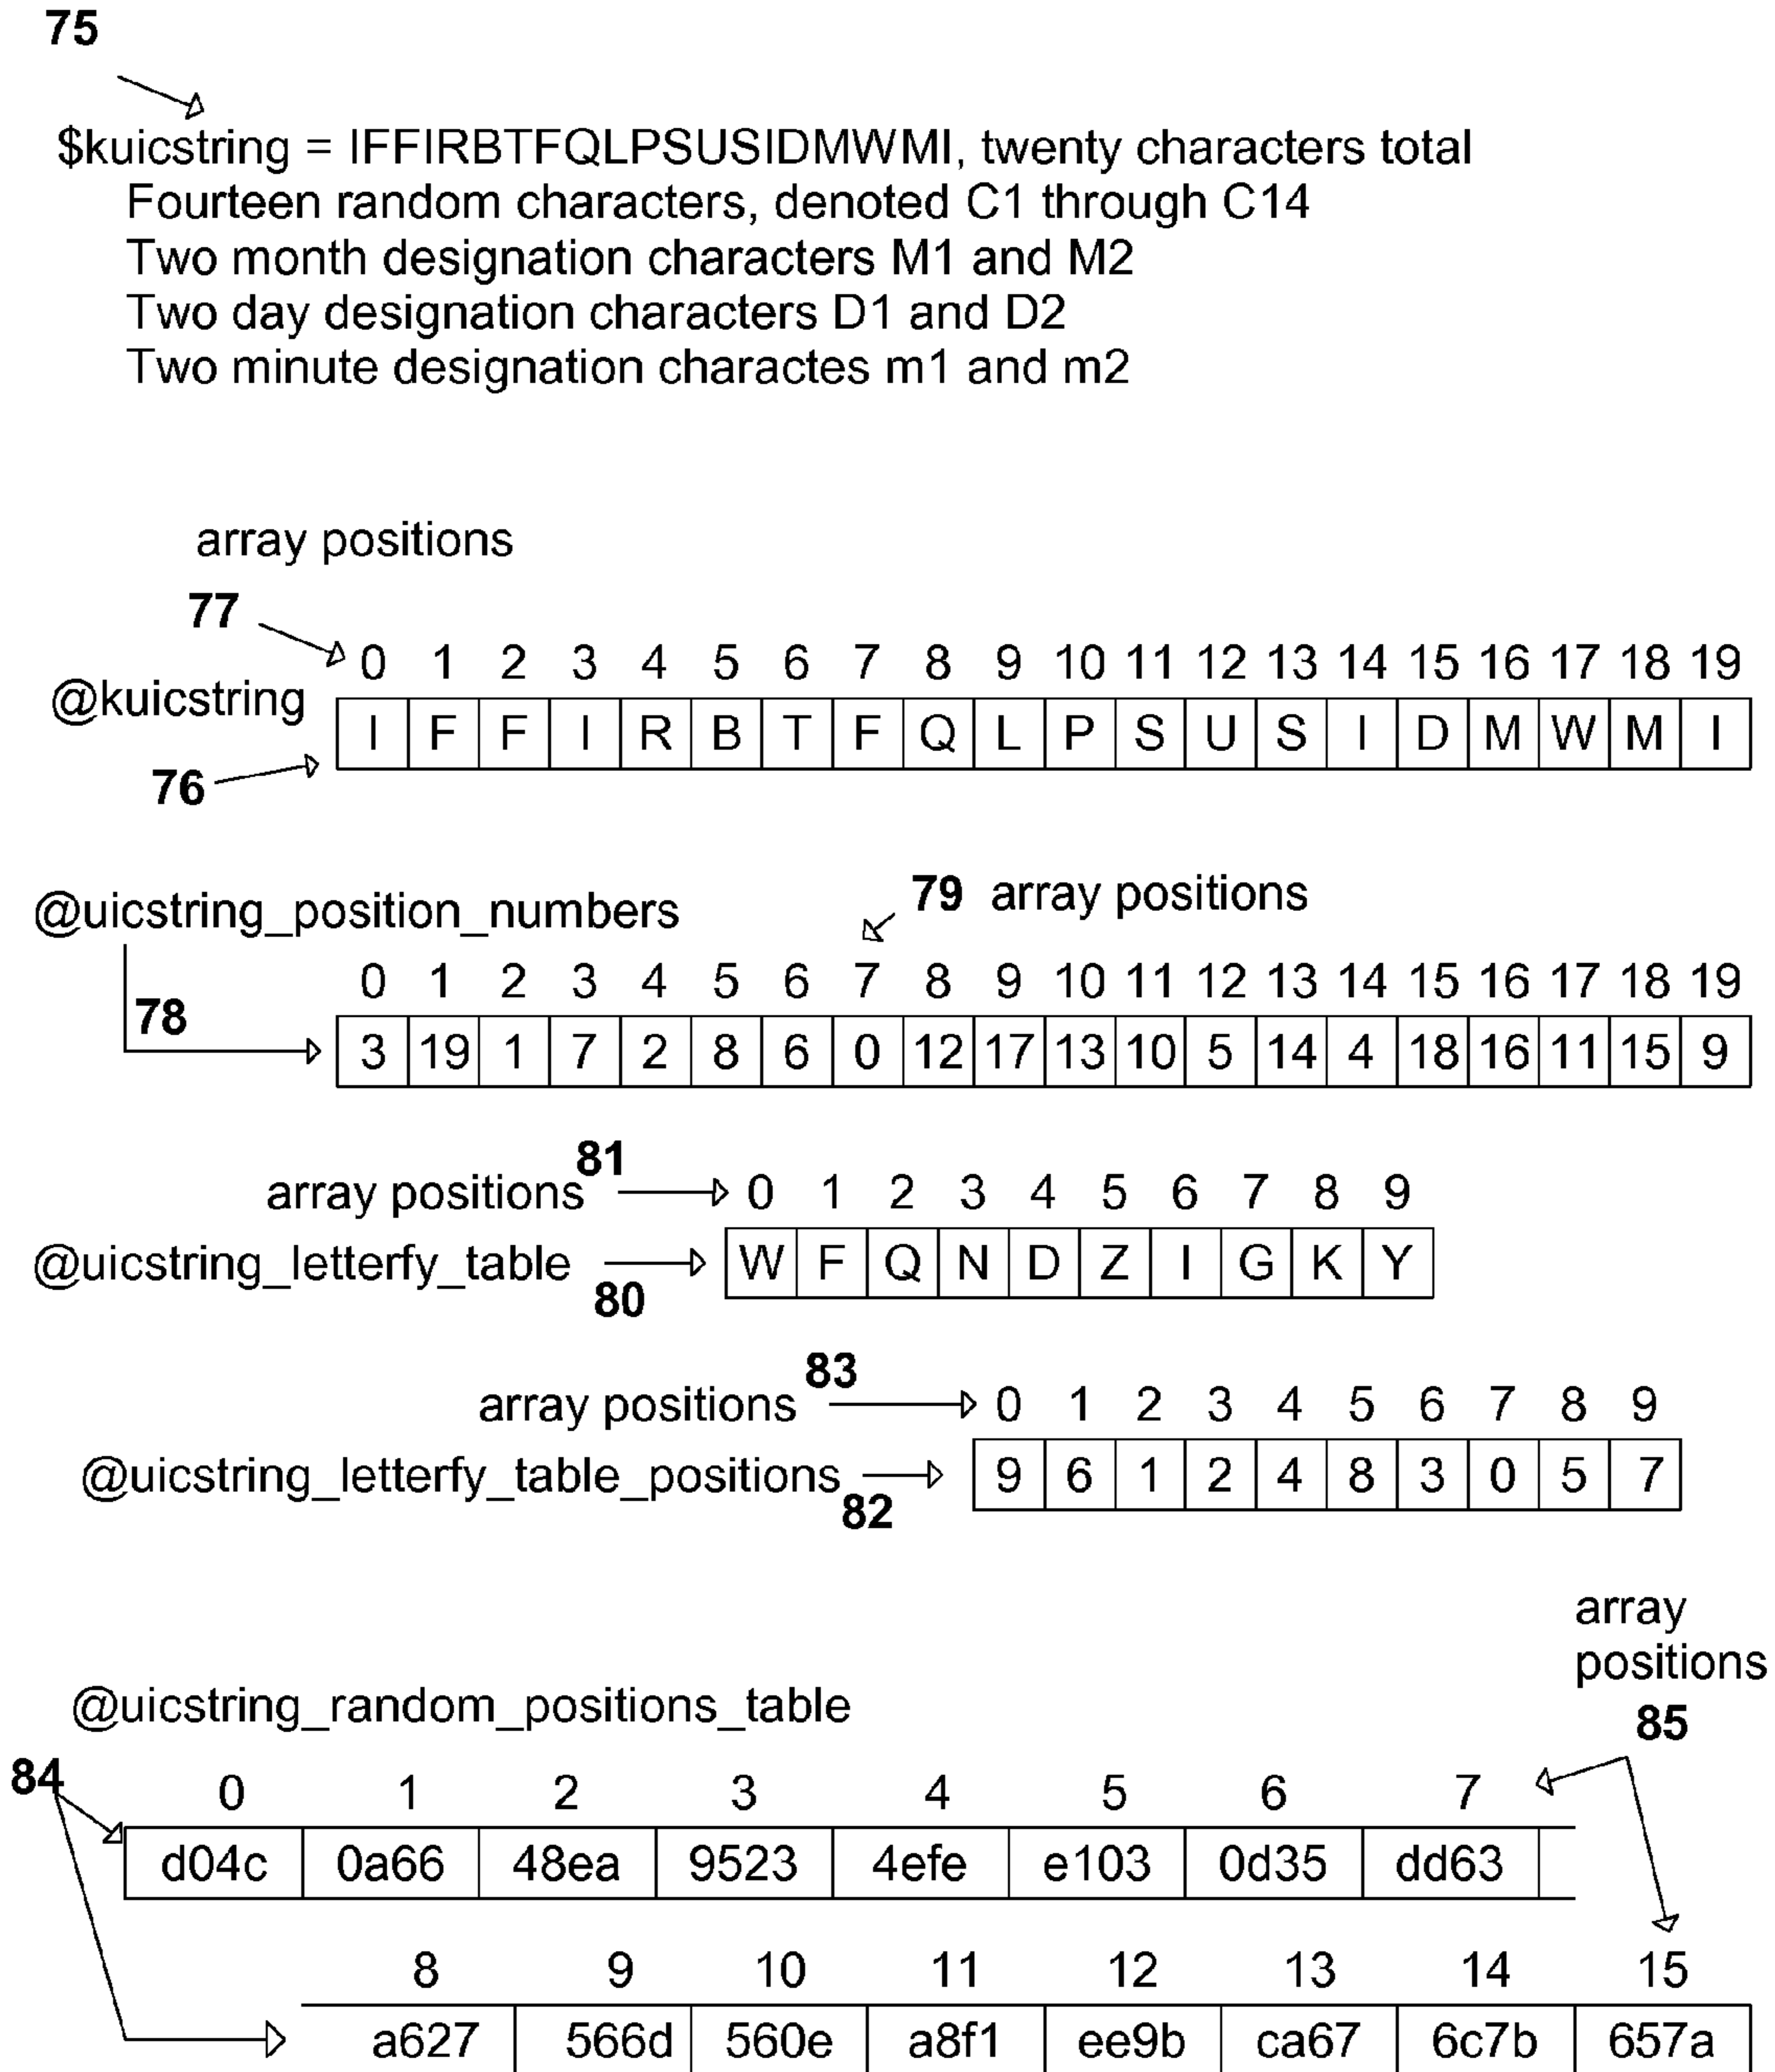 75
$kuicstring = IFFIRBTFQLPSUSIDMWMI, twenty characters total
Fourteen random characters, denoted C1 through C14
Two month designation characters M1 and M2
Two day designation characters D1 and D2
Two minute designation charactes m1 and m2
array positions
77
0 1 2 3 4 5 6 7 8 9 10 11 12 13 14 15 16 17 18 19
@kuicstring
I F F I R B T F Q L P S U S I D M W M I
76
79 array positions
@uicstring_position_numbers
0 1 2 3 4 5 6 7 8 9 10 11 12 13 14 15 16 17 18 19
78
3 19 1 7 2 8 6 0 12 17 13 10 5 14 4 18 16 11 15 9
81
array positions 0 1 2 3 4 5 6 7 8 9
@uicstring_letterfy_table W F Q N D Z I G K Y
80
83
array positions 0 1 2 3 4 5 6 7 8 9
@uicstring_letterfy_table_positions 9 6 1 2 4 8 3 0 5 7
82
array
positions
85
@uicstring_random_positions_table
84
0 1 2 3 4 5 6 7
d04c 0a66 48ea 9523 4efe e103 0d35 dd63
8 9 10 11 12 13 14 15
a627 566d 560e a8f1 ee9b ca67 6c7b 657a